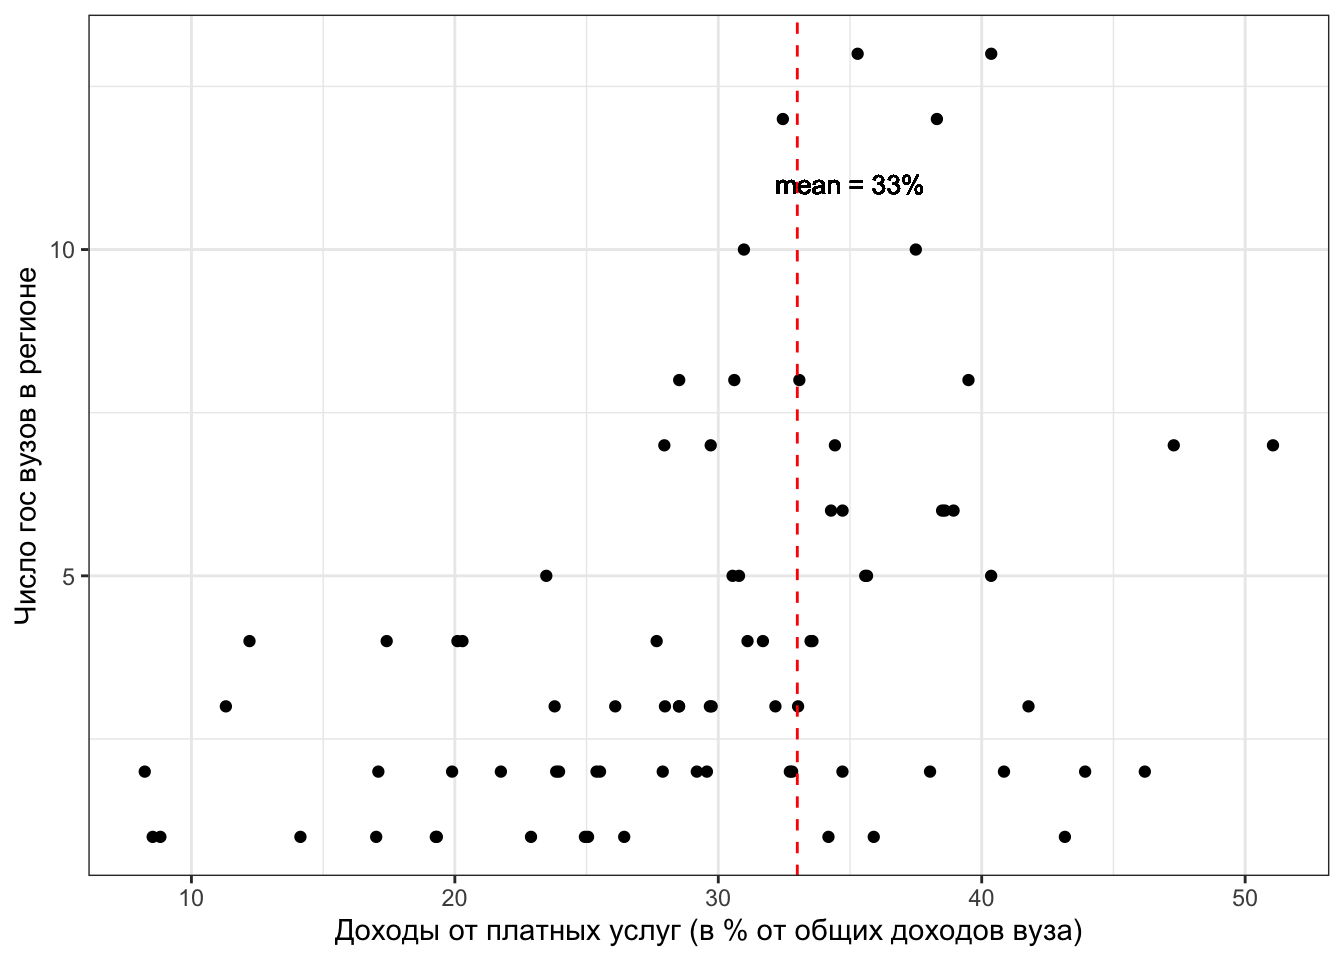 mean = 33%
10
5
Число гос вузов в регионе
10 20 30 40 50
Доходы от платных услуг (в % от общих доходов вуза)